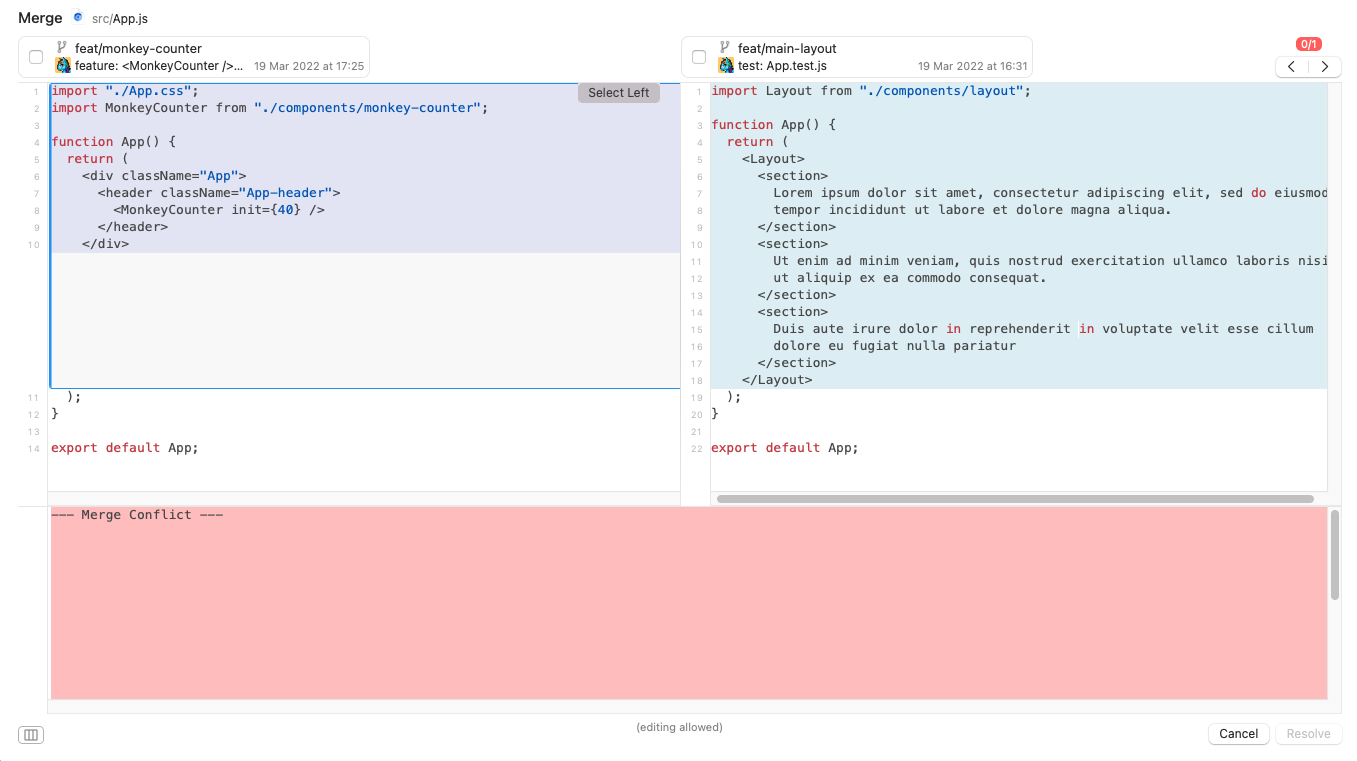 Merge src/App.js
feat/monkey-counter
feature: <MonkeyCounter />... 19 Mar 2022 at 17:25
feat/main-layout
test: App.test.js 19 Mar 2022 at 16:31
0/1
Select Left
1 import "./App.css";
2 import MonkeyCounter from "./components/monkey-counter";
3
4 function App() {
5   return (
6     <div className="App">
7       <header className="App-header">
8         <MonkeyCounter init={40} />
9       </header>
10     </div>
11   );
12 }
13
14 export default App;
1 import Layout from "./components/layout";
2
3 function App() {
4   return (
5     <Layout>
6       <section>
7         Lorem ipsum dolor sit amet, consectetur adipiscing elit, sed do eiusmod
8         tempor incididunt ut labore et dolore magna aliqua.
9       </section>
10       <section>
11         Ut enim ad minim veniam, quis nostrud exercitation ullamco laboris nisi
12         ut aliquip ex ea commodo consequat.
13       </section>
14       <section>
15         Duis aute irure dolor in reprehenderit in voluptate velit esse cillum
16         dolore eu fugiat nulla pariatur
17       </section>
18     </Layout>
19   );
20 }
21
22 export default App;
--- Merge Conflict ---
(editing allowed)
Cancel
Resolve